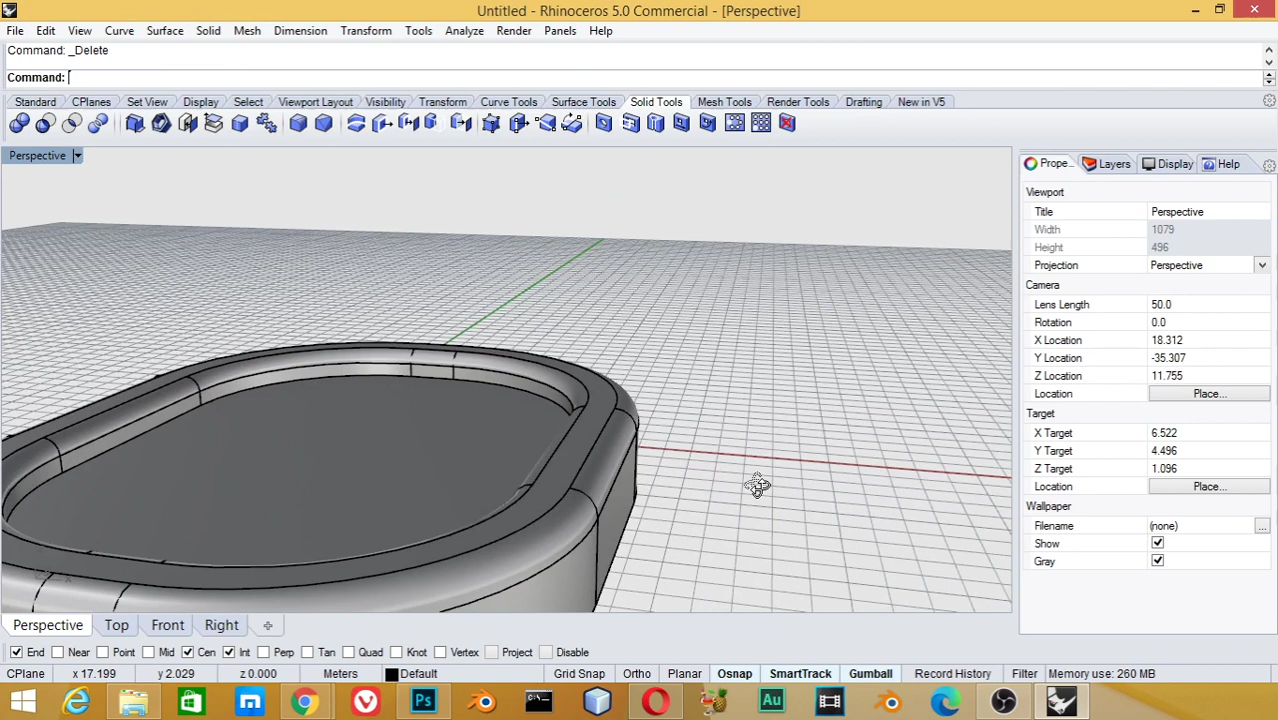 Untitled - Rhinoceros 5.0 Commercial - [Perspective]
File Edit View Curve Surface Solid Mesh Dimension Transform Tools Analyze Render Panels Help
Command: _Delete
Command:
Standard CPlanes Set View Display Select Viewport Layout Visibility Transform Curve Tools Surface Tools Solid Tools Mesh Tools Render Tools Drafting New in V5
Perspective
Prope... Layers Display Help
Viewport
Title Perspective
Width 1079
Height 496
Projection Perspective
Camera
Lens Length 50.0
Rotation 0.0
X Location 18.312
Y Location -35.307
Z Location 11.755
Location Place...
Target
X Target 6.522
Y Target 4.496
Z Target 1.096
Location Place...
Wallpaper
Filename (none) ...
Show
Gray
Perspective Top Front Right
End Near Point Mid Cen Int Perp Tan Quad Knot Vertex Project Disable
CPlane x 17.199 y 2.029 z 0.000 Meters Default Grid Snap Ortho Planar Osnap SmartTrack Gumball Record History Filter Memory use: 260 MB
Ps Au